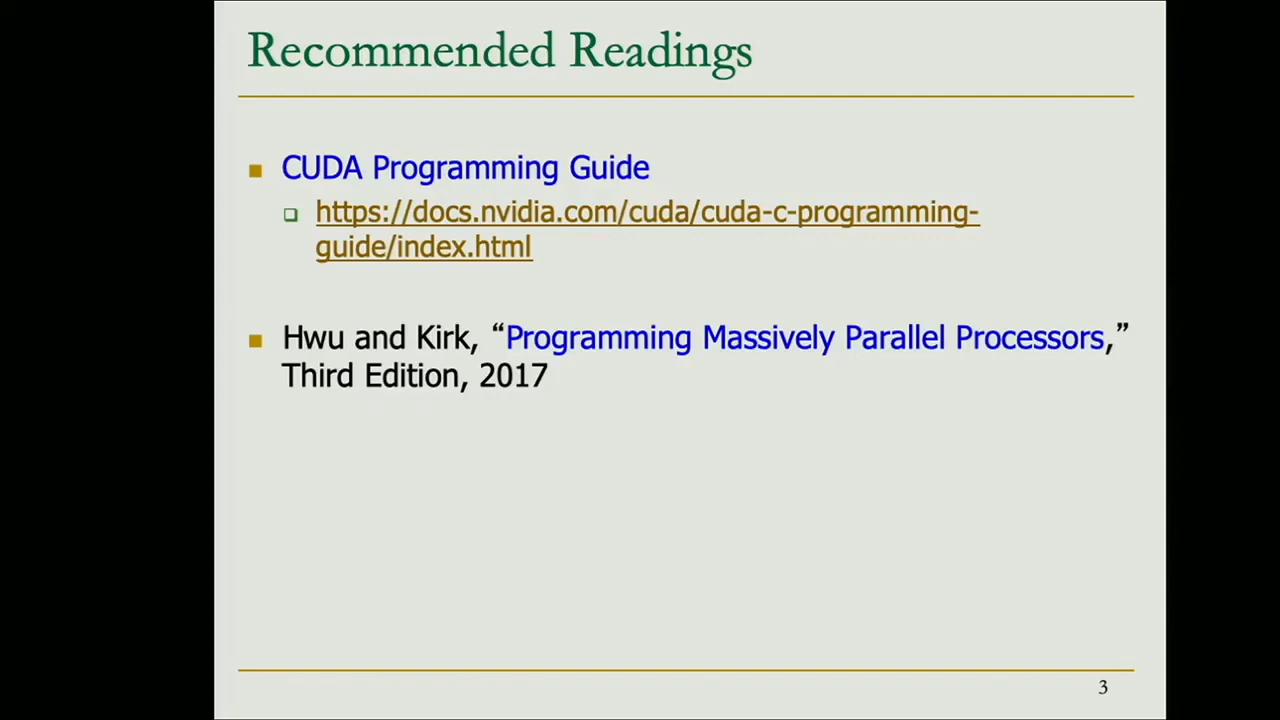 Recommended Readings
CUDA Programming Guide
https://docs.nvidia.com/cuda/cuda-c-programming-
guide/index.html
Hwu and Kirk, “Programming Massively Parallel Processors,”
Third Edition, 2017
3